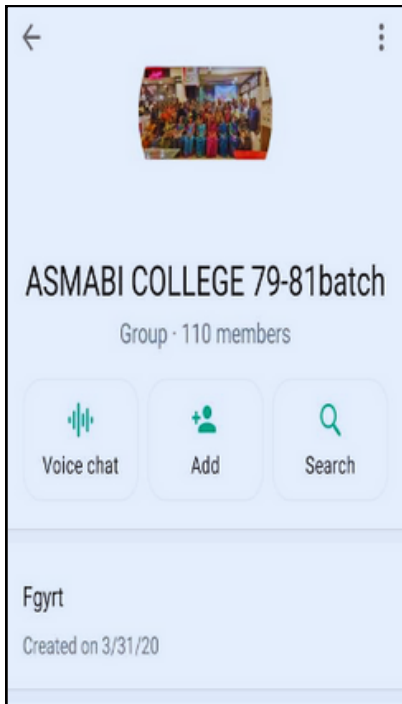 ASMABI COLLEGE 79-81batch
Group · 110 members
Voice chat
Add
Search
Fgyrt
Created on 3/31/20